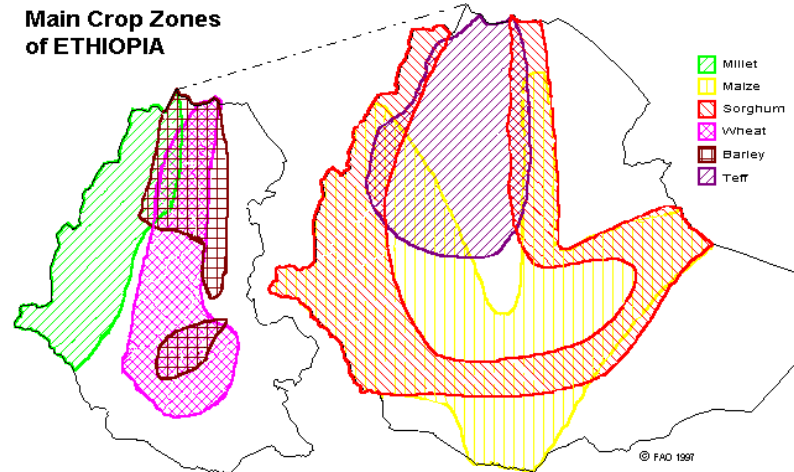 Main Crop Zones
of ETHIOPIA
Millet
Maize
Sorghum
Wheat
Barley
Teff
© FAO 1997